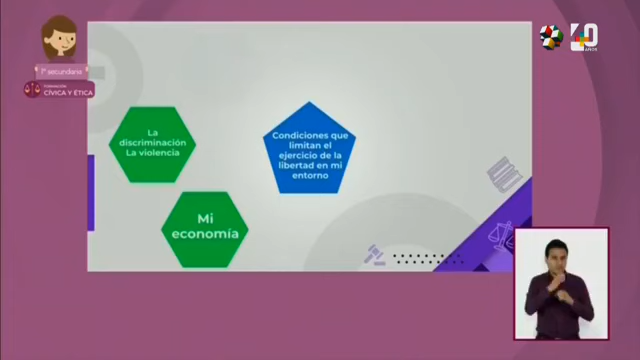 1° secundaria
FORMACIÓN
CÍVICA Y ÉTICA
40
AÑOS
La
discriminación
La violencia
Condiciones que
limitan el
ejercicio de la
libertad en mi
entorno
Mi
economía